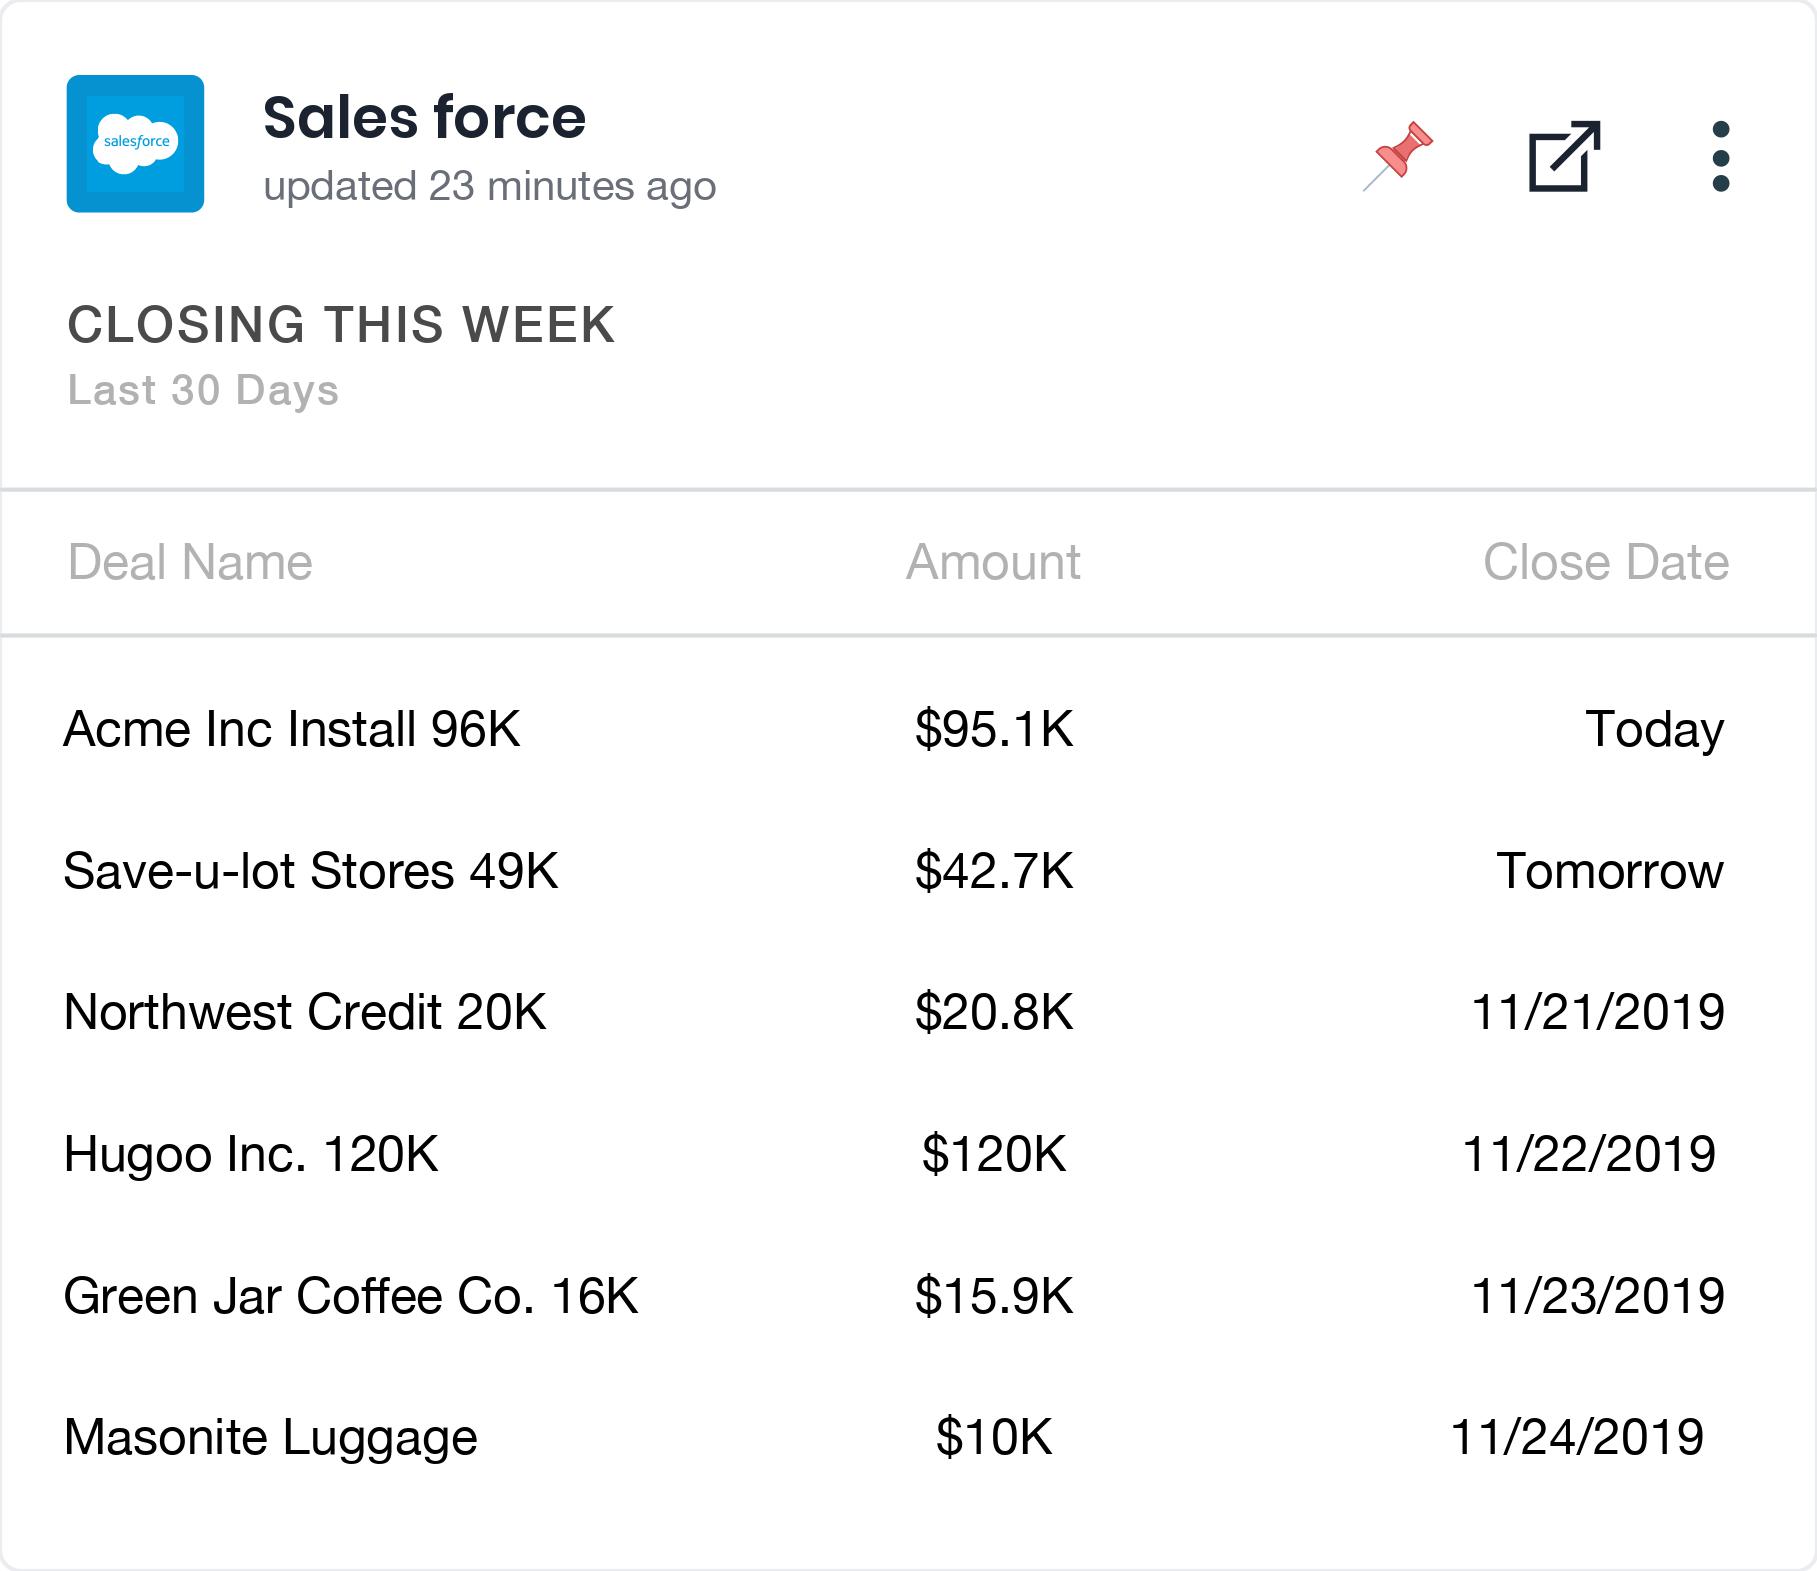 salesforce
Sales force
updated 23 minutes ago
CLOSING THIS WEEK
Last 30 Days
Deal Name Amount Close Date
Acme Inc Install 96K $95.1K Today
Save-u-lot Stores 49K $42.7K Tomorrow
Northwest Credit 20K $20.8K 11/21/2019
Hugoo Inc. 120K $120K 11/22/2019
Green Jar Coffee Co. 16K $15.9K 11/23/2019
Masonite Luggage $10K 11/24/2019